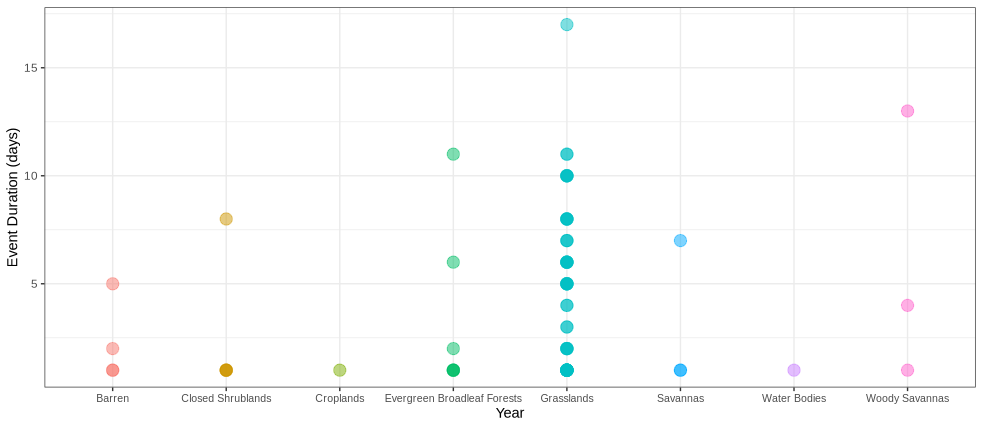 Event Duration (days)
15
10
5
Barren Closed Shrublands Croplands Evergreen Broadleaf Forests Grasslands Savannas Water Bodies Woody Savannas
Year